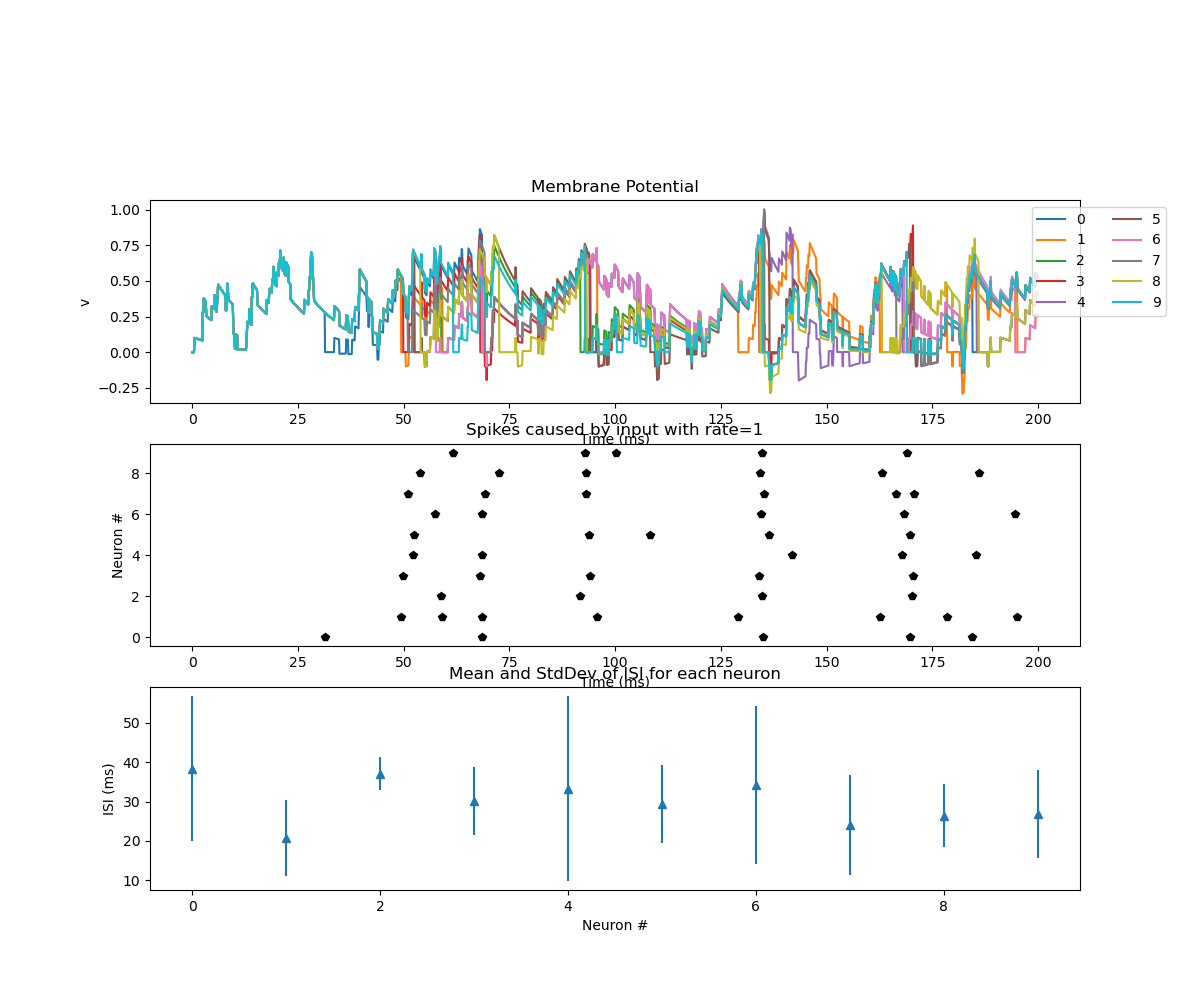 Membrane Potential
1.00
0.75
0.50
0.25
0.00
−0.25
v
0 5
1 6
2 7
3 8
4 9
0 25 50 75 100 125 150 175 200
Time (ms)
Spikes caused by input with rate=1
8
6
4
2
0
Neuron #
0 25 50 75 100 125 150 175 200
Time (ms)
Mean and StdDev of ISI for each neuron
50
40
30
20
10
ISI (ms)
0 2 4 6 8
Neuron #